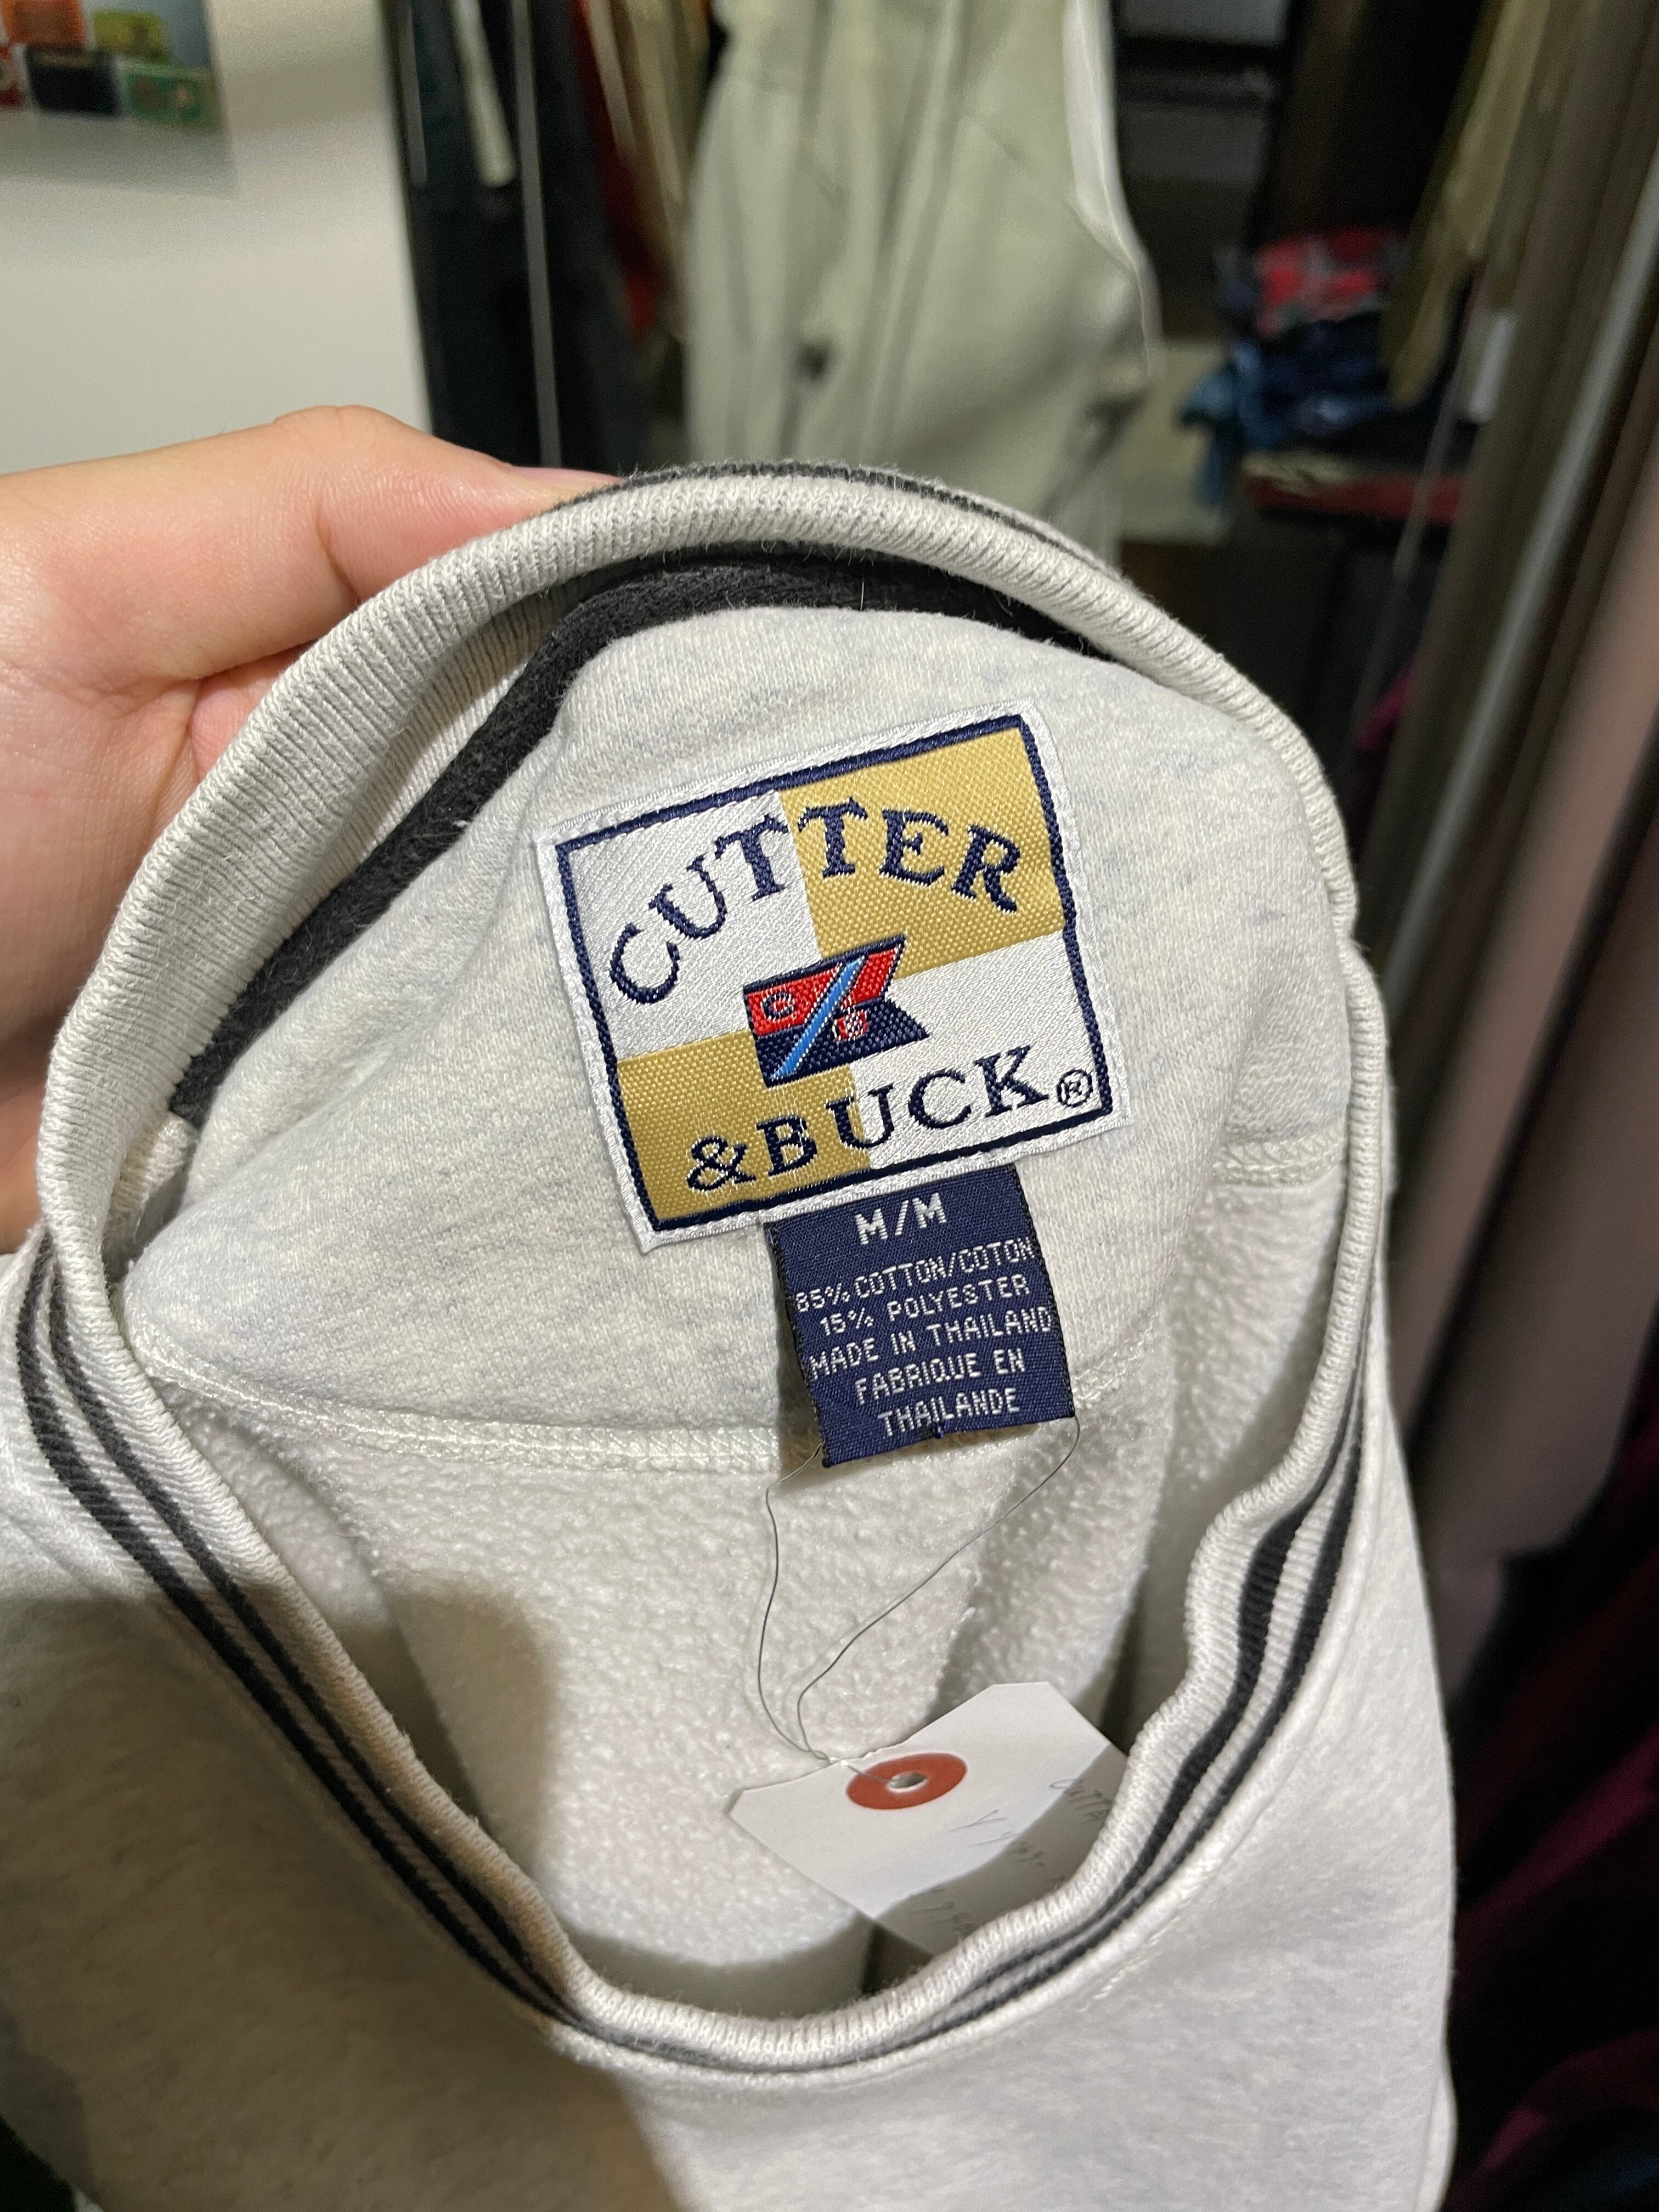 CUTTER
C B
& BUCK®
M/M
85% COTTON/COTON
15% POLYESTER
MADE IN THAILAND
FABRIQUE EN
THAILANDE